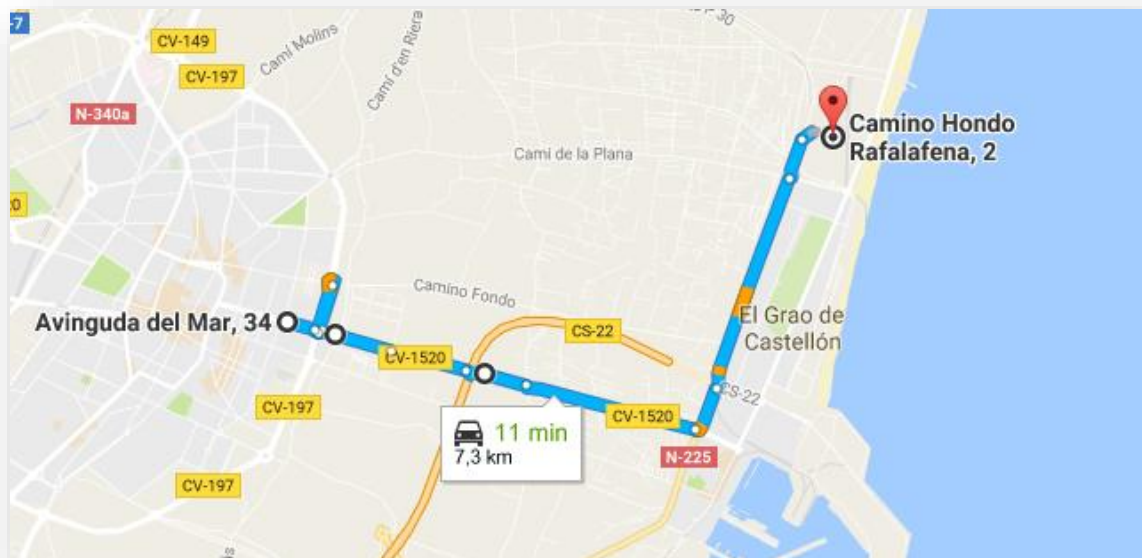 -7
CV-149
CV-197
Camí Molins
Camí d'en Riera
N-340a
Camino Hondo
Rafalafena, 2
Cami de la Plana
20
Camino Fondo
Avinguda del Mar, 34
CS-22
El Grao de
Castellón
CV-1520
CS-22
CV-197
CV-1520
11 min
7,3 km
N-225
CV-197